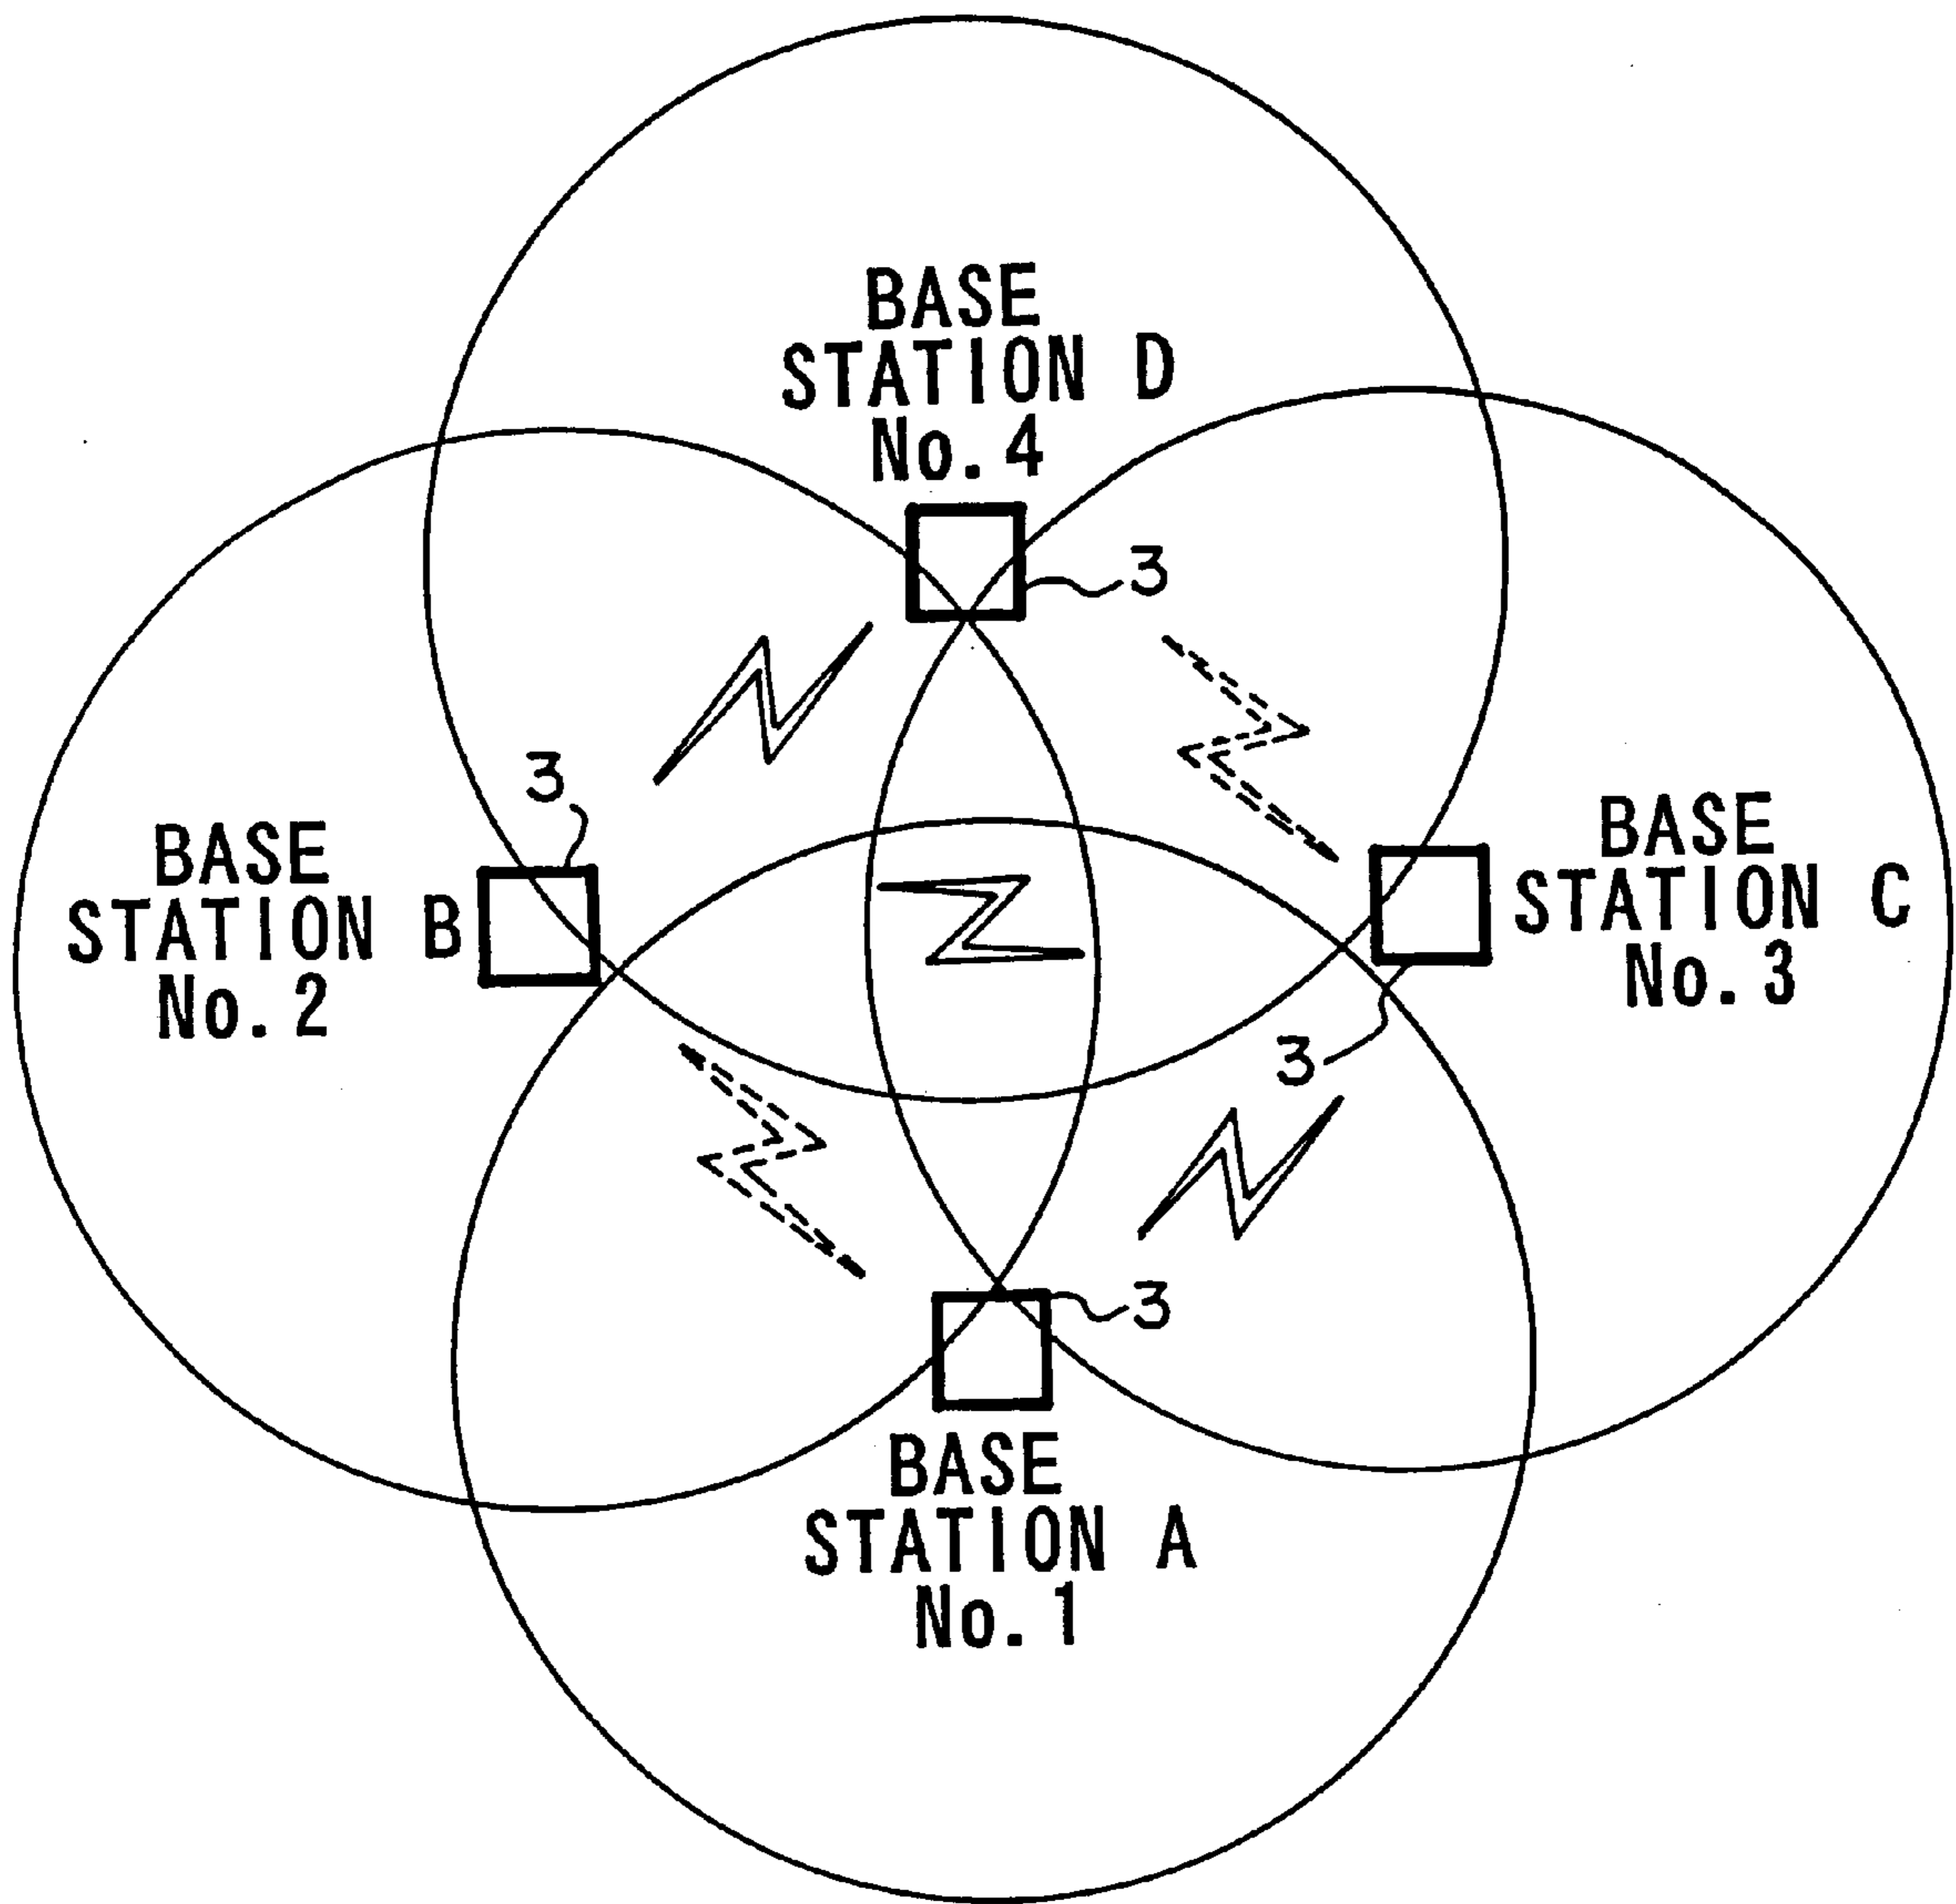 BASE
STATION D
No. 4
3
3
BASE
STATION B
No. 2
BASE
STATION C
No. 3
3
3
BASE
STATION A
No. 1